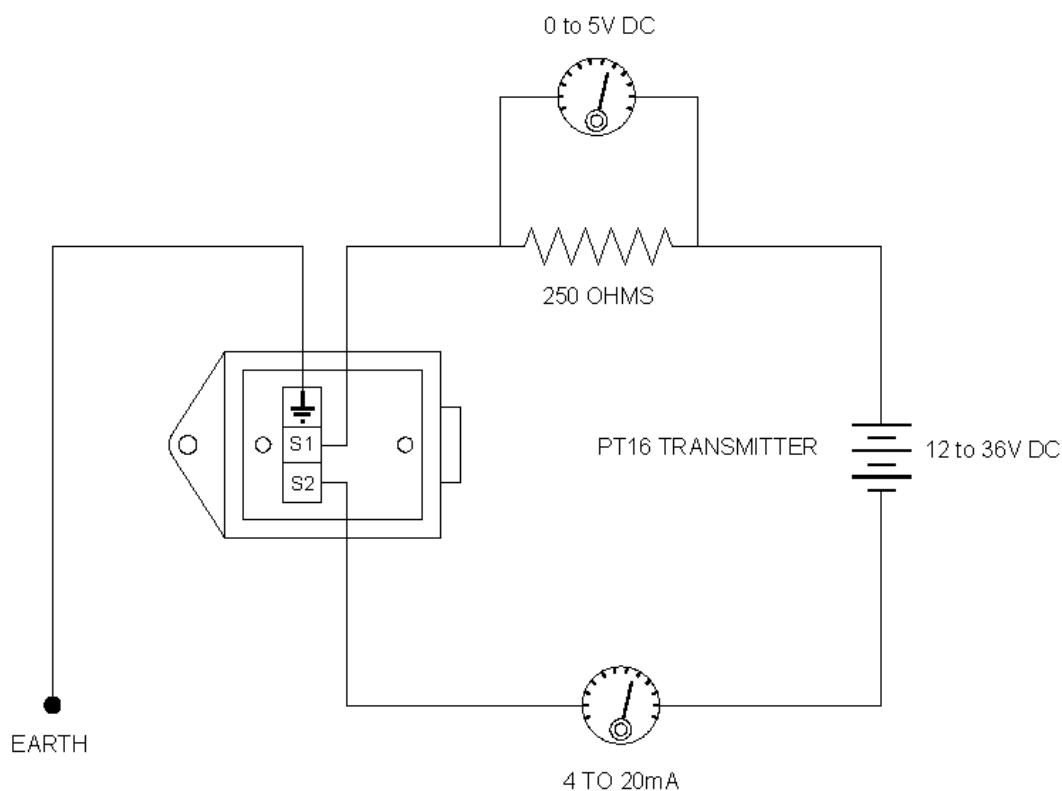 0 to 5V DC
250 OHMS
S1
S2
PT16 TRANSMITTER
12 to 36V DC
EARTH
4 TO 20mA